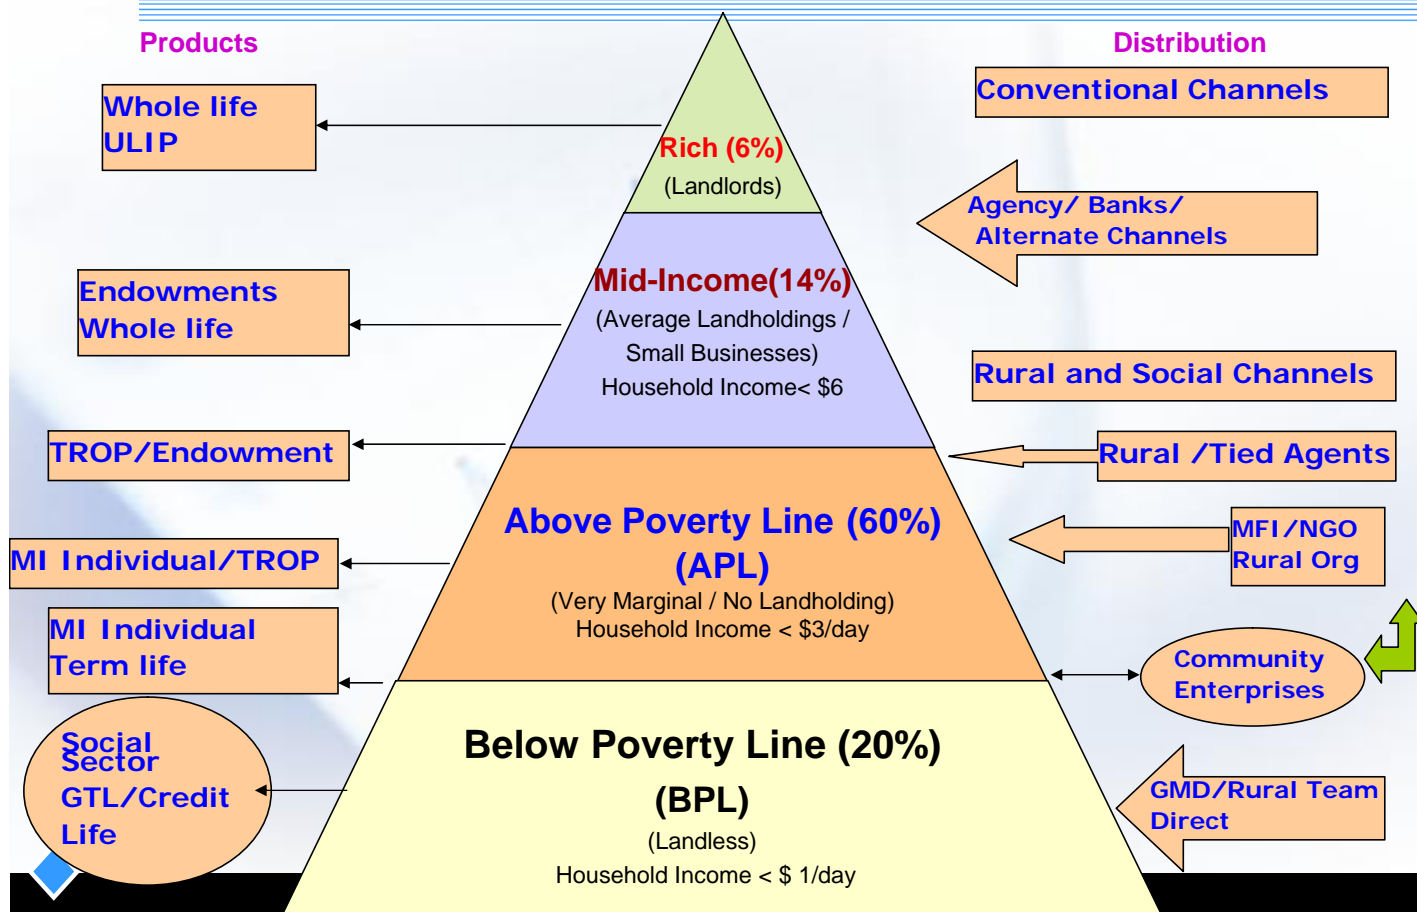 Products
Distribution
Whole life
ULIP
Conventional Channels
Rich (6%)
(Landlords)
Agency/ Banks/
Alternate Channels
Endowments
Whole life
Mid-Income(14%)
(Average Landholdings /
Small Businesses)
Household Income< $6
Rural and Social Channels
TROP/Endowment
Rural /Tied Agents
Above Poverty Line (60%)
(APL)
(Very Marginal / No Landholding)
Household Income < $3/day
MI Individual/TROP
MFI/NGO
Rural Org
MI Individual
Term life
Community
Enterprises
Social
Sector
GTL/Credit
Life
Below Poverty Line (20%)
(BPL)
(Landless)
Household Income < $ 1/day
GMD/Rural Team
Direct